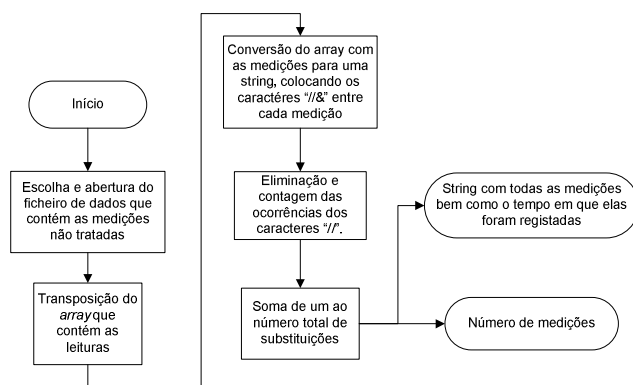 Início
Escolha e abertura do
ficheiro de dados que
contém as medições
não tratadas
Transposição do
array que
contém as
leituras
Conversão do array com
as medições para uma
string, colocando os
caractéres “//&” entre
cada medição
Eliminação e
contagem das
ocorrências dos
caracteres “//”.
Soma de um ao
número total de
substituições
String com todas as medições
bem como o tempo em que elas
foram registadas
Número de medições